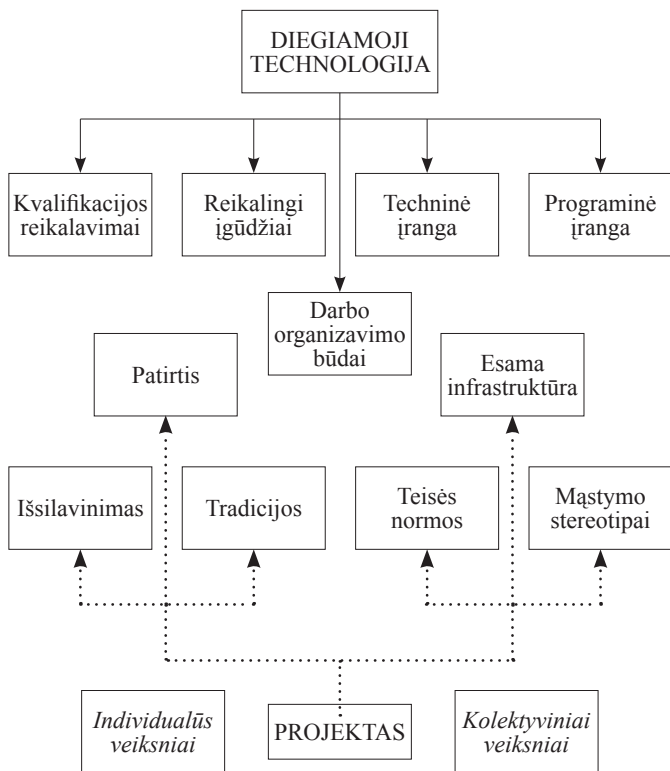 DIEGIAMOJI
TECHNOLOGIJA
Kvalifikacijos
reikalavimai
Reikalingi
įgūdžiai
Techninė
įranga
Programinė
įranga
Darbo
organizavimo
būdai
Patirtis
Esama
infrastruktūra
Išsilavinimas
Tradicijos
Teisės
normos
Mąstymo
stereotipai
Individualūs
veiksniai
PROJEKTAS
Kolektyviniai
veiksniai